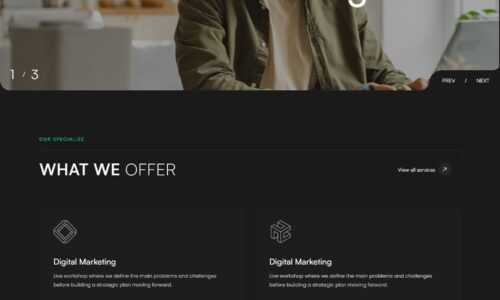 1 / 3
PREV / NEXT
OUR SPECIALIZE
WHAT WE OFFER
View all services
Digital Marketing
Live workshop where we define the main problems and challenges
before building a strategic plan moving forward.
Digital Marketing
Live workshop where we define the main problems and challenges
before building a strategic plan moving forward.